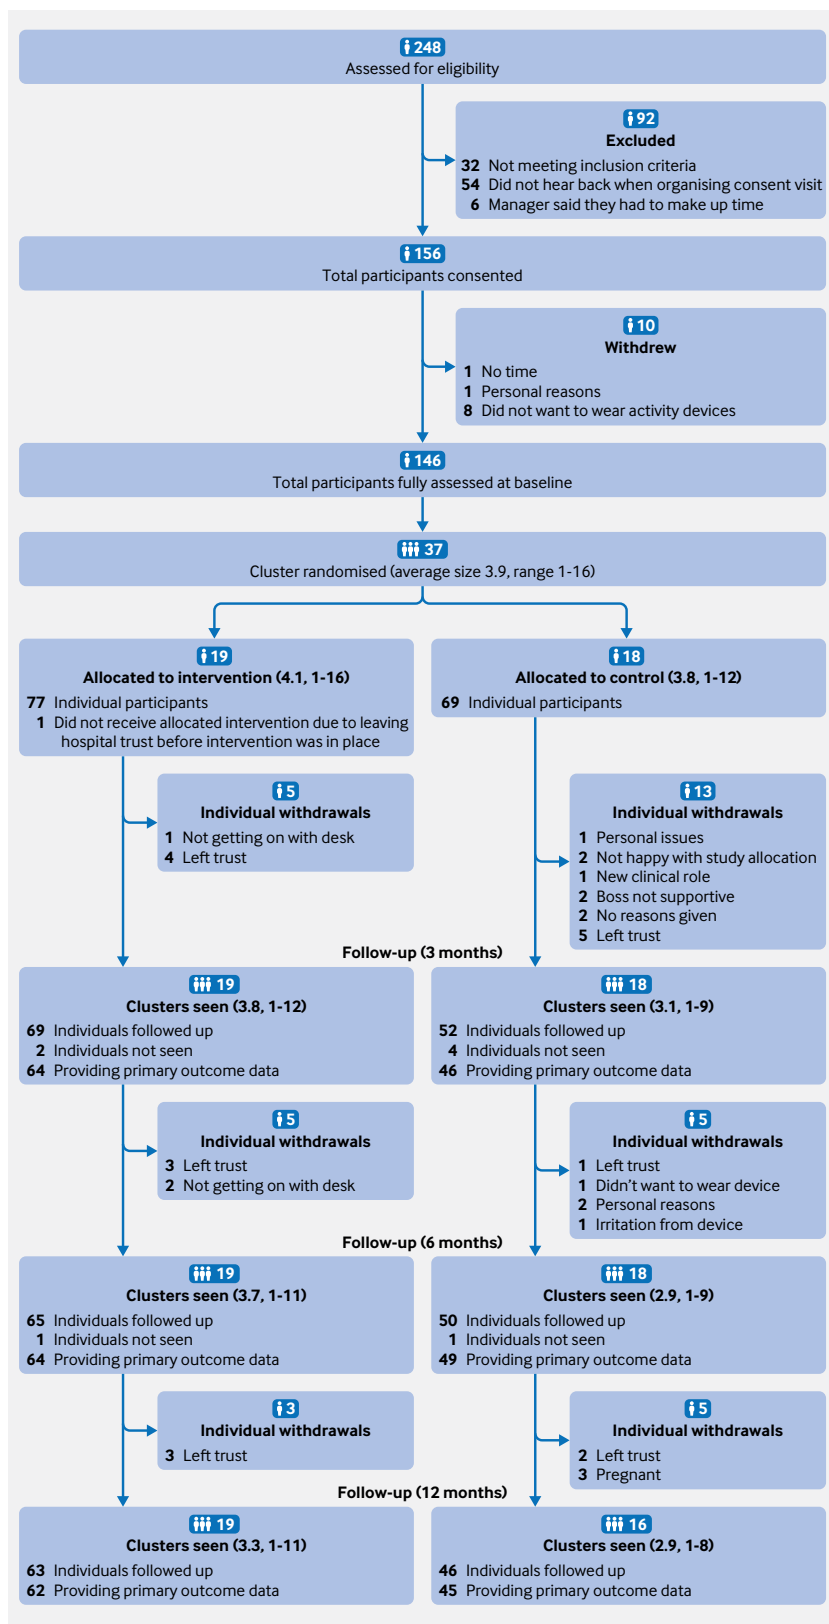 248
Assessed for eligibility
92
Excluded
32 Not meeting inclusion criteria
54 Did not hear back when organising consent visit
6 Manager said they had to make up time
156
Total participants consented
10
Withdrew
1 No time
1 Personal reasons
8 Did not want to wear activity devices
146
Total participants fully assessed at baseline
37
Cluster randomised (average size 3.9, range 1-16)
19
Allocated to intervention (4.1, 1-16)
77 Individual participants
1 Did not receive allocated intervention due to leaving
hospital trust before intervention was in place
18
Allocated to control (3.8, 1-12)
69 Individual participants
5
Individual withdrawals
1 Not getting on with desk
4 Left trust
13
Individual withdrawals
1 Personal issues
2 Not happy with study allocation
1 New clinical role
2 Boss not supportive
2 No reasons given
5 Left trust
Follow-up (3 months)
19
Clusters seen (3.8, 1-12)
69 Individuals followed up
2 Individuals not seen
64 Providing primary outcome data
18
Clusters seen (3.1, 1-9)
52 Individuals followed up
4 Individuals not seen
46 Providing primary outcome data
5
Individual withdrawals
3 Left trust
2 Not getting on with desk
5
Individual withdrawals
1 Left trust
1 Didn't want to wear device
2 Personal reasons
1 Irritation from device
Follow-up (6 months)
19
Clusters seen (3.7, 1-11)
65 Individuals followed up
1 Individuals not seen
64 Providing primary outcome data
18
Clusters seen (2.9, 1-9)
50 Individuals followed up
1 Individuals not seen
49 Providing primary outcome data
3
Individual withdrawals
3 Left trust
5
Individual withdrawals
2 Left trust
3 Pregnant
Follow-up (12 months)
19
Clusters seen (3.3, 1-11)
63 Individuals followed up
62 Providing primary outcome data
16
Clusters seen (2.9, 1-8)
46 Individuals followed up
45 Providing primary outcome data